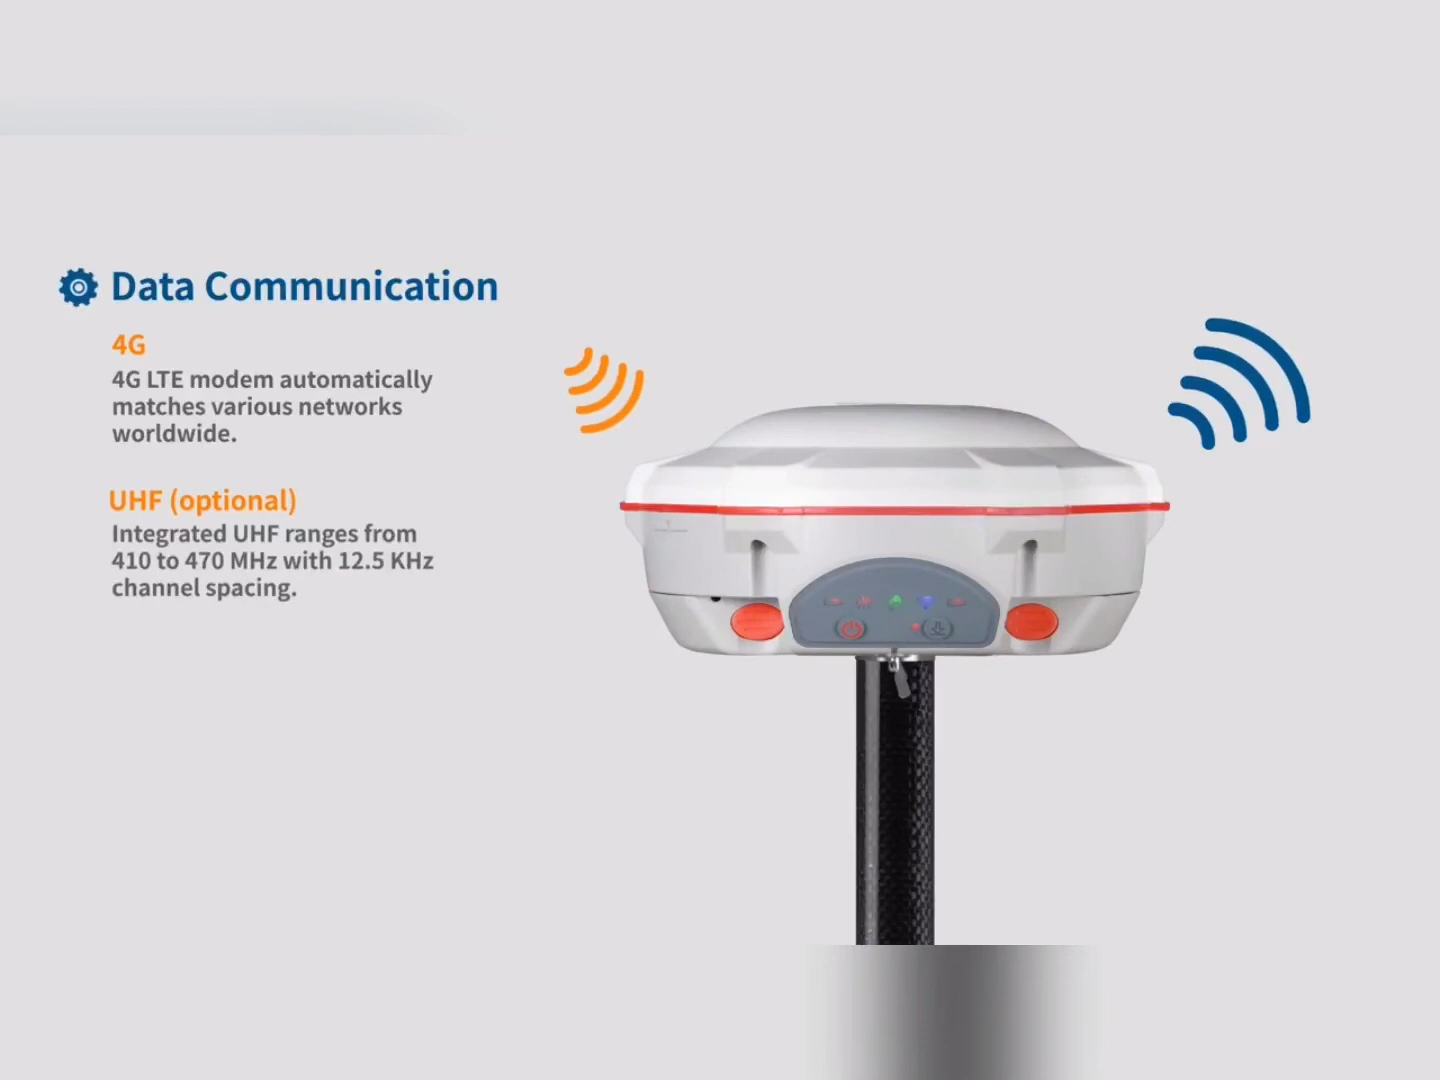 Data Communication
4G
4G LTE modem automatically
matches various networks
worldwide.
UHF (optional)
Integrated UHF ranges from
410 to 470 MHz with 12.5 KHz
channel spacing.